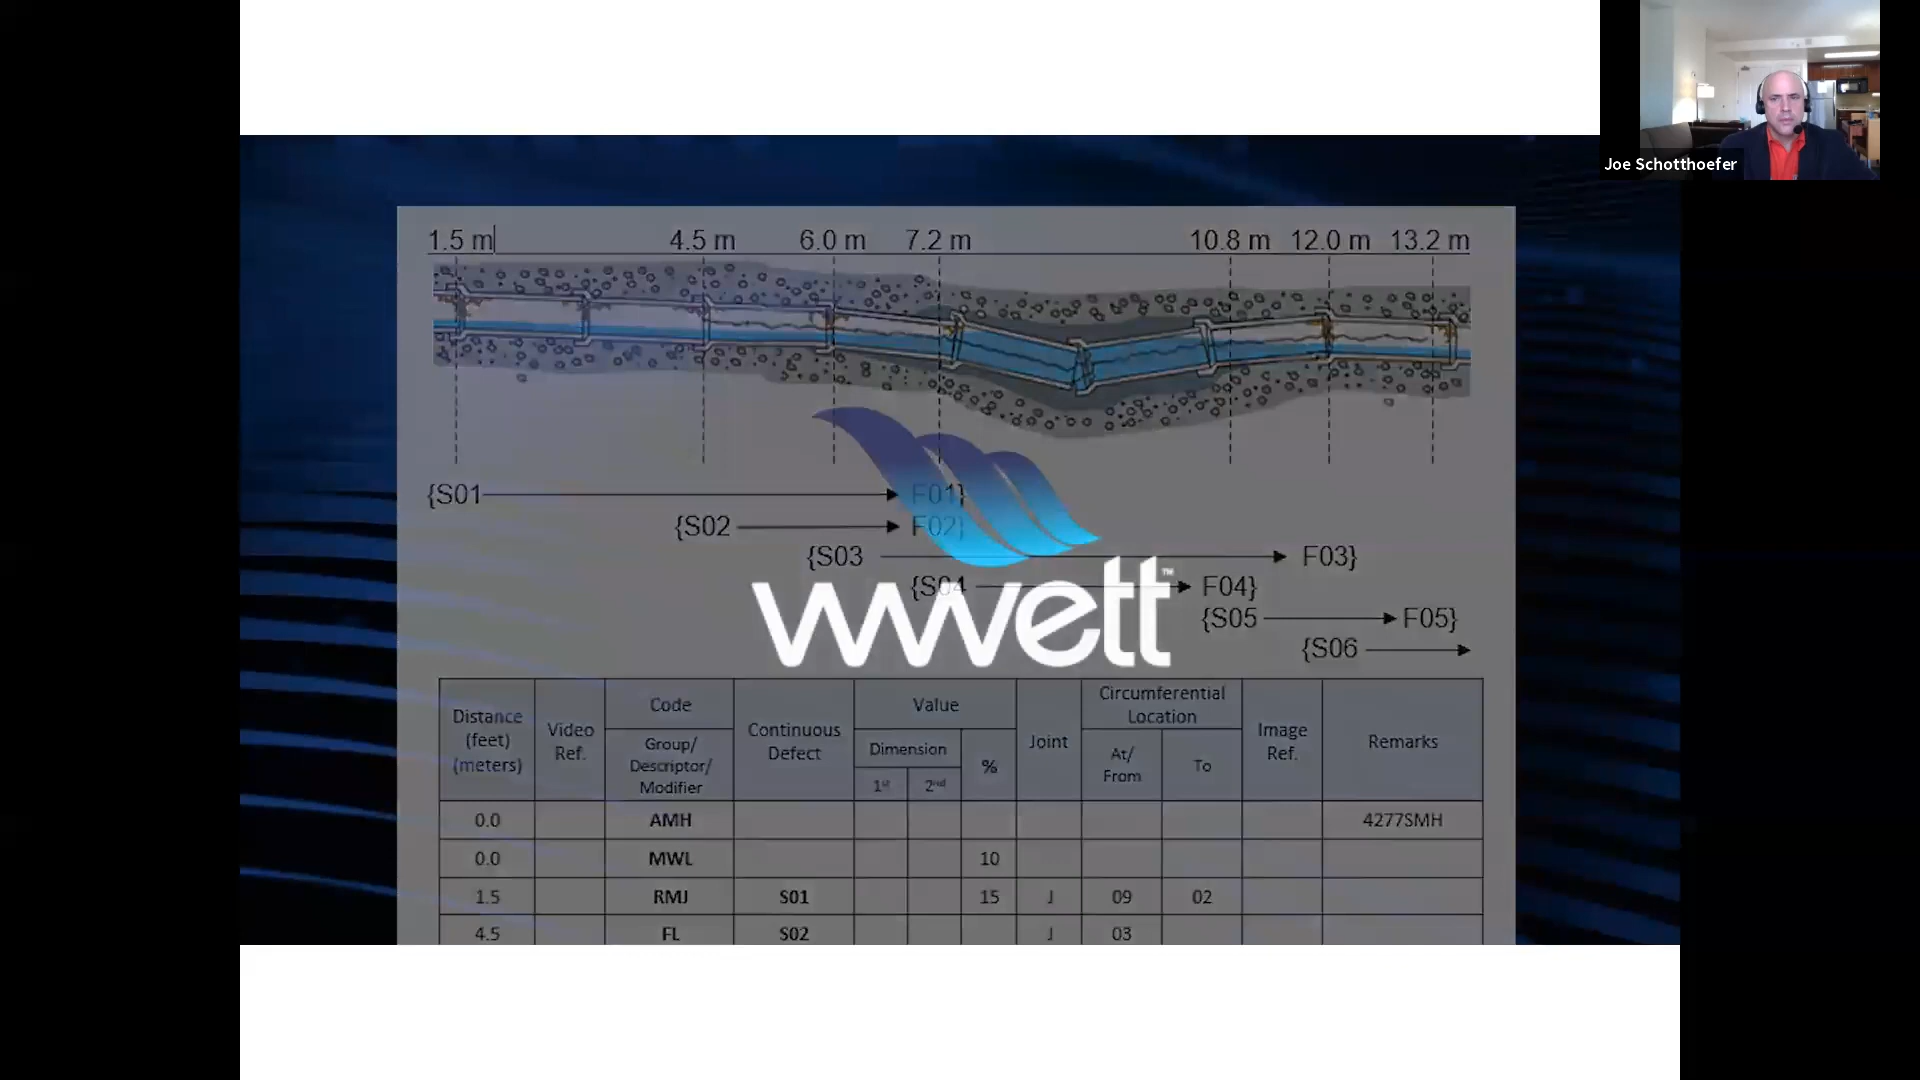 Joe Schotthoefer
1.5 m 4.5 m 6.0 m 7.2 m 10.8 m 12.0 m 13.2 m
{S01 F01}
{S02 F02}
{S03 F03}
{S04 F04}
{S05 F05}
{S06
wwett™
Distance (feet) (meters) Video Ref. Code Group/ Descriptor/ Modifier Continuous Defect Value Dimension 1st 2nd % Joint Circumferential Location At/ From To Image Ref. Remarks
0.0 AMH 4277SMH
0.0 MWL 10
1.5 RMJ S01 15 J 09 02
4.5 FL S02 J 03